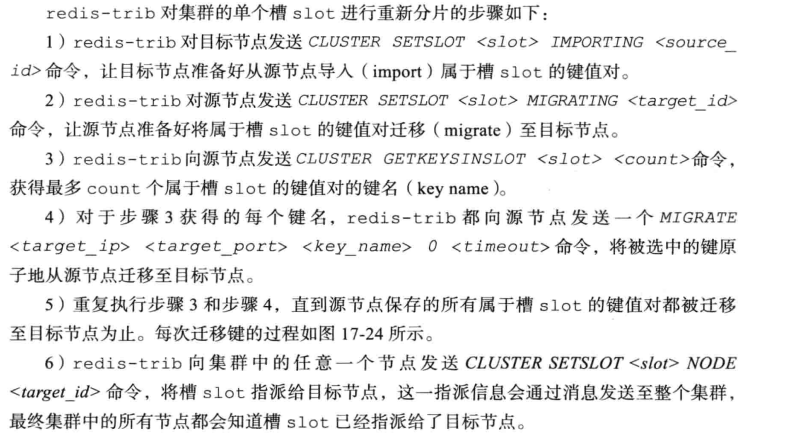 redis-trib 对集群的单个槽 slot 进行重新分片的步骤如下：
1）redis-trib 对目标节点发送 CLUSTER SETSLOT <slot> IMPORTING <source_
id>命令，让目标节点准备好从源节点导入（import）属于槽 slot 的键值对。
2）redis-trib 对源节点发送 CLUSTER SETSLOT <slot> MIGRATING <target_id>
命令，让源节点准备好将属于槽 slot 的键值对迁移（migrate）至目标节点。
3）redis-trib 向源节点发送 CLUSTER GETKEYSINSLOT <slot> <count>命令，
获得最多 count 个属于槽 slot 的键值对的键名（key name）。
4）对于步骤 3 获得的每个键名，redis-trib 都向源节点发送一个 MIGRATE
<target_ip> <target_port> <key_name> 0 <timeout>命令，将被选中的键原
子地从源节点迁移至目标节点。
5）重复执行步骤 3 和步骤 4，直到源节点保存的所有属于槽 slot 的键值对都被迁移
至目标节点为止。每次迁移键的过程如图 17-24 所示。
6）redis-trib 向集群中的任意一个节点发送 CLUSTER SETSLOT <slot> NODE
<target_id> 命令，将槽 slot 指派给目标节点，这一指派信息会通过消息发送至整个集群，
最终集群中的所有节点都会知道槽 slot 已经指派给了目标节点。